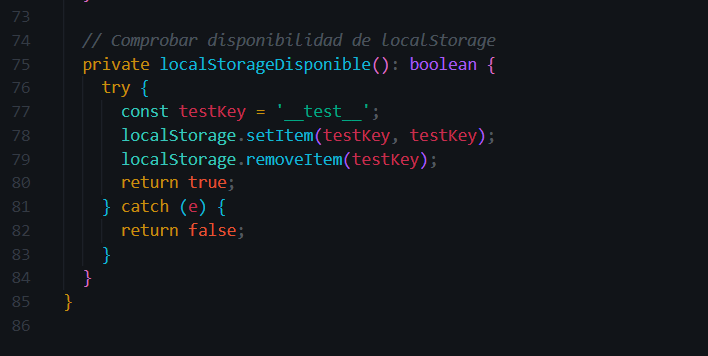 73
74 // Comprobar disponibilidad de localStorage
75 private localStorageDisponible(): boolean {
76 try {
77 const testKey = '__test__';
78 localStorage.setItem(testKey, testKey);
79 localStorage.removeItem(testKey);
80 return true;
81 } catch (e) {
82 return false;
83 }
84 }
85 }
86